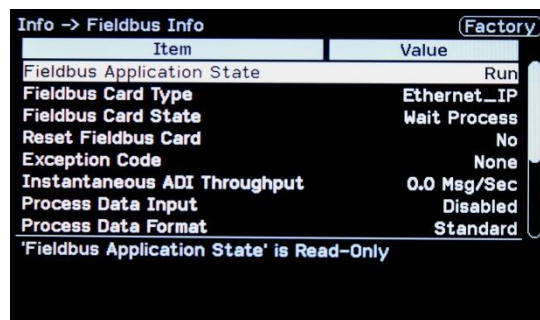 Info -> Fieldbus Info (Factory)
Item Value
Fieldbus Application State Run
Fieldbus Card Type Ethernet_IP
Fieldbus Card State Wait Process
Reset Fieldbus Card No
Exception Code None
Instantaneous ADI Throughput 0.0 Msg/Sec
Process Data Input Disabled
Process Data Format Standard
'Fieldbus Application State' is Read-Only